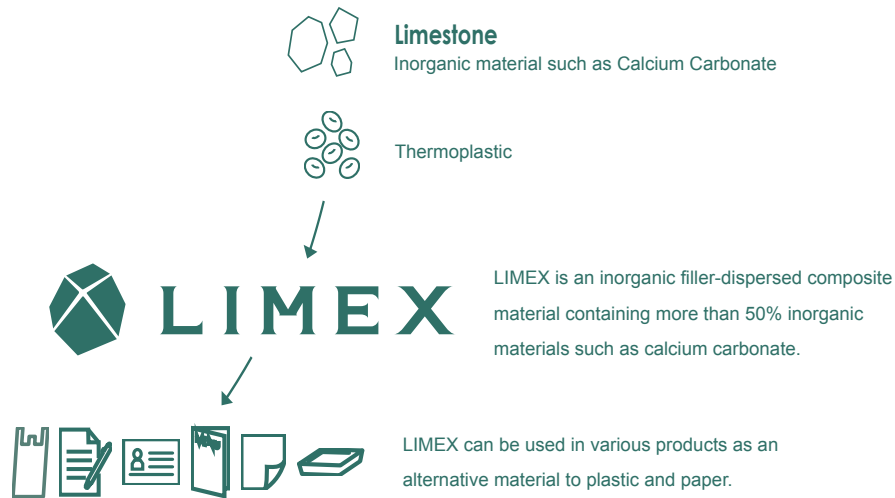 Limestone
Inorganic material such as Calcium Carbonate
Thermoplastic
LIMEX
LIMEX is an inorganic filler-dispersed composite
material containing more than 50% inorganic
materials such as calcium carbonate.
LIMEX can be used in various products as an
alternative material to plastic and paper.